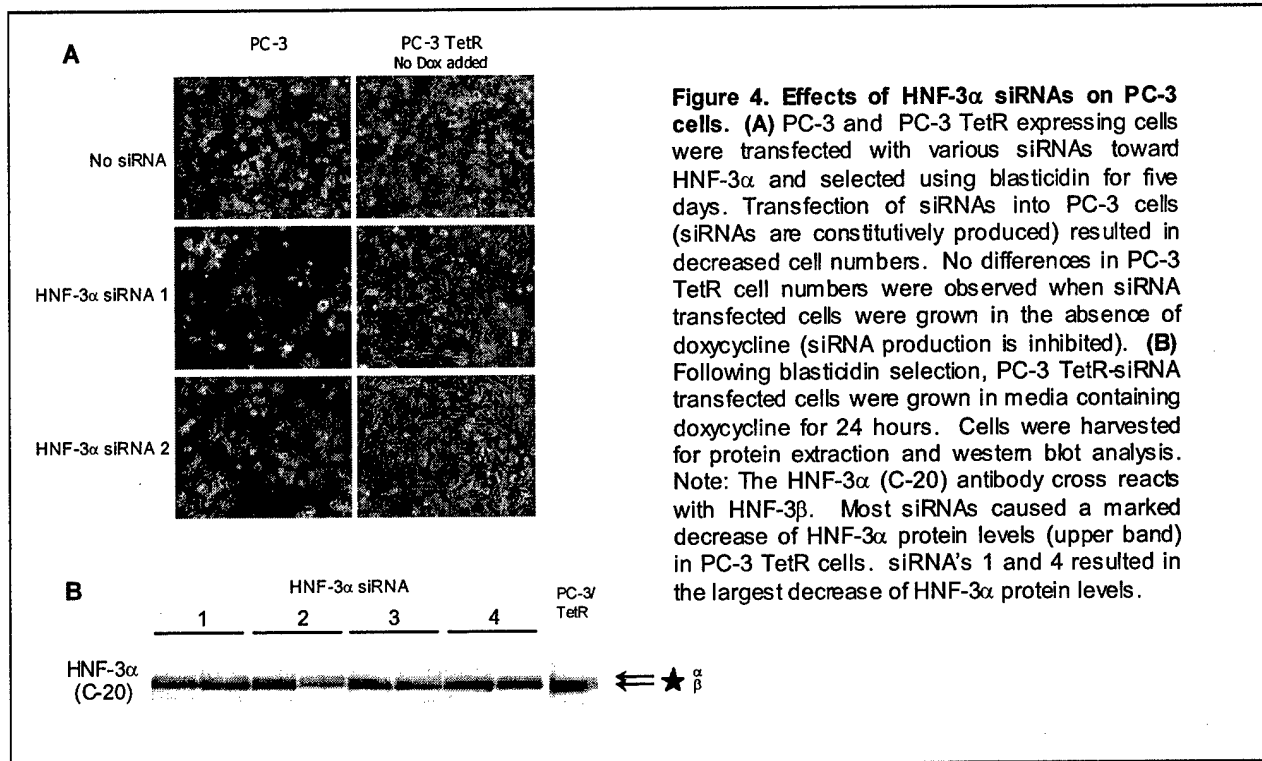 A
PC-3
PC-3 TetR
No Dox added
No siRNA
HNF-3α siRNA 1
HNF-3α siRNA 2
Figure 4. Effects of HNF-3α siRNAs on PC-3
cells. (A) PC-3 and PC-3 TetR expressing cells
were transfected with various siRNAs toward
HNF-3α and selected using blasticidin for five
days. Transfection of siRNAs into PC-3 cells
(siRNAs are constitutively produced) resulted in
decreased cell numbers. No differences in PC-3
TetR cell numbers were observed when siRNA
transfected cells were grown in the absence of
doxycycline (siRNA production is inhibited). (B)
Following blasticidin selection, PC-3 TetR-siRNA
transfected cells were grown in media containing
doxycycline for 24 hours. Cells were harvested
for protein extraction and western blot analysis.
Note: The HNF-3α (C-20) antibody cross reacts
with HNF-3β. Most siRNAs caused a marked
decrease of HNF-3α protein levels (upper band)
in PC-3 TetR cells. siRNA's 1 and 4 resulted in
the largest decrease of HNF-3α protein levels.
B
HNF-3α siRNA
PC-3/
TetR
1 2 3 4
HNF-3α
(C-20)
α
β